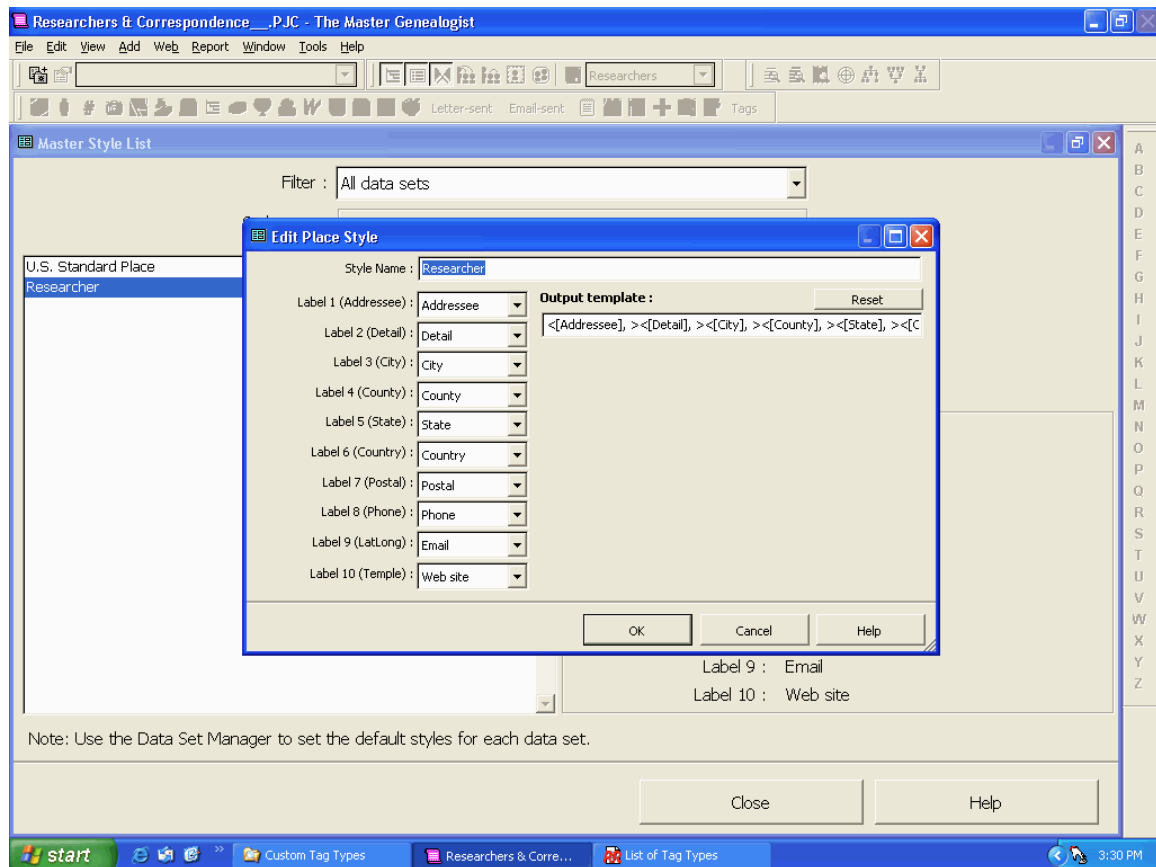 Researchers & Correspondence__.PJC - The Master Genealogist
File Edit View Add Web Report Window Tools Help
Researchers
Letter-sent Email-sent Tags
Master Style List
Filter : All data sets
Edit Place Style
U.S. Standard Place
Researcher
Style Name : Researcher
Label 1 (Addressee) : Addressee
Output template :
Reset
<[Addressee], ><[Detail], ><[City], ><[County], ><[State], ><[C
Label 2 (Detail) : Detail
Label 3 (City) : City
Label 4 (County) : County
Label 5 (State) : State
Label 6 (Country) : Country
Label 7 (Postal) : Postal
Label 8 (Phone) : Phone
Label 9 (LatLong) : Email
Label 10 (Temple) : Web site
OK Cancel Help
Label 9 : Email
Label 10 : Web site
Note: Use the Data Set Manager to set the default styles for each data set.
Close Help
A
B
C
D
E
F
G
H
I
J
K
L
M
N
O
P
Q
R
S
T
U
V
W
X
Y
Z
start Custom Tag Types Researchers & Corre... List of Tag Types 3:30 PM